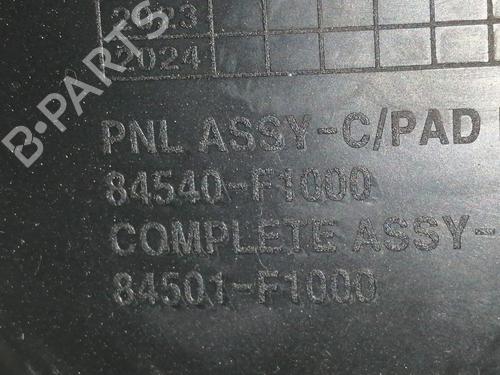 2023
2024
PNL ASSY-C/PAD
84540-F1000
COMPLETE ASSY-
84501-F1000
B-PARTS